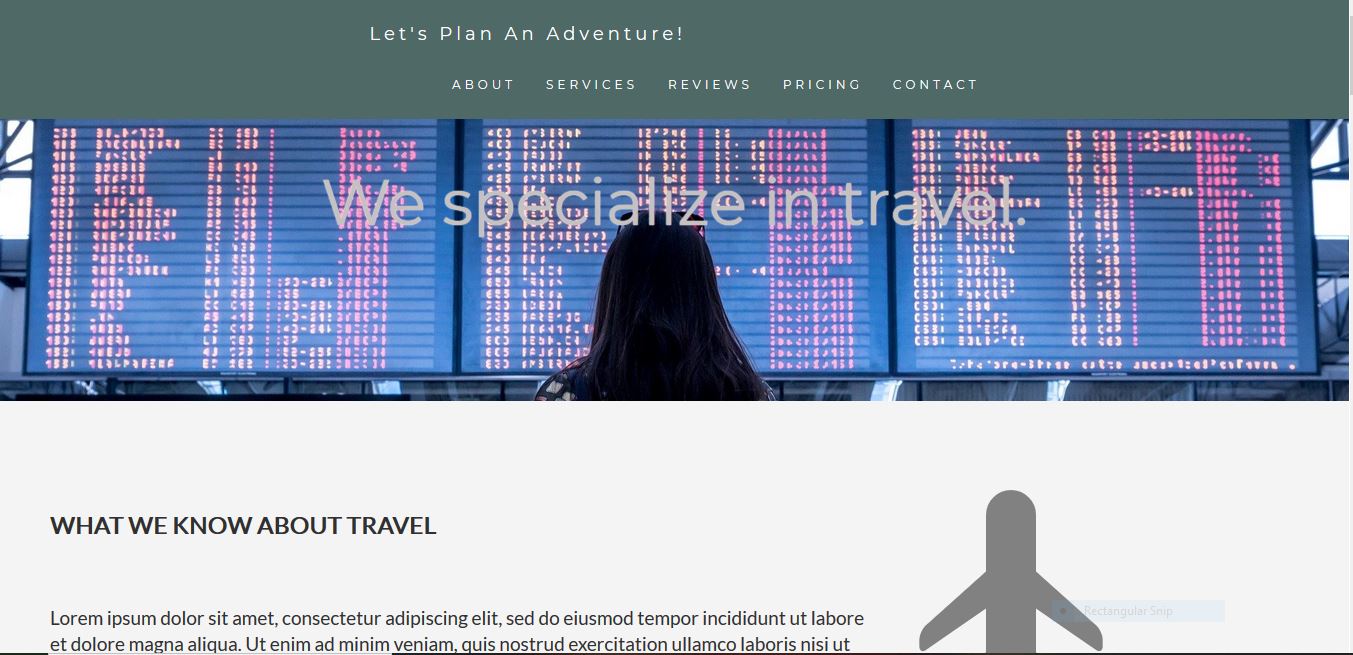 Let's Plan An Adventure!
ABOUT SERVICES REVIEWS PRICING CONTACT
We specialize in travel.
WHAT WE KNOW ABOUT TRAVEL
Lorem ipsum dolor sit amet, consectetur adipiscing elit, sed do eiusmod tempor incididunt ut labore
Rectangular Snip
et dolore magna aliqua. Ut enim ad minim veniam, quis nostrud exercitation ullamco laboris nisi ut